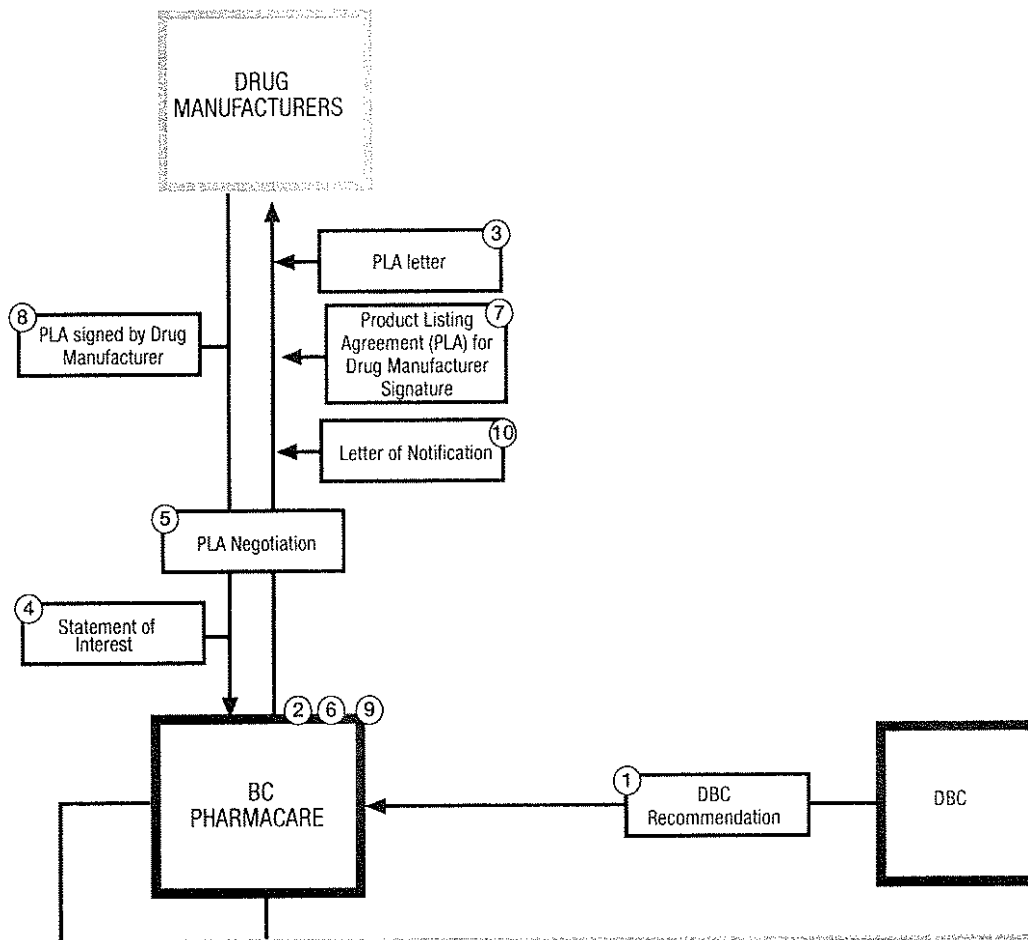 DRUG
MANUFACTURERS
3
PLA letter
8
PLA signed by Drug
Manufacturer
7
Product Listing
Agreement (PLA) for
Drug Manufacturer
Signature
10
Letter of Notification
5
PLA Negotiation
4
Statement of
Interest
2 6 9
BC
PHARMACARE
1
DBC
Recommendation
DBC